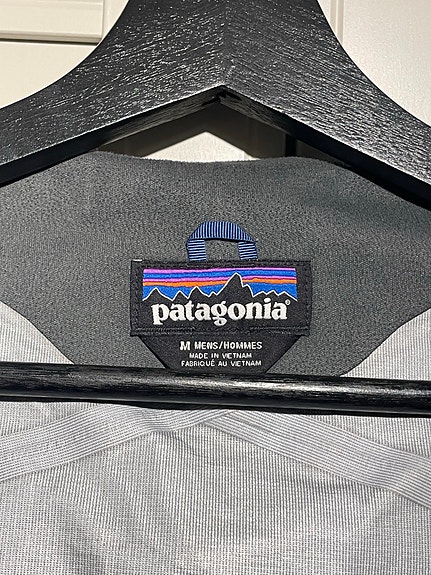 patagonia®
M MENS/HOMMES
MADE IN VIETNAM
FABRIQUÉ AU VIETNAM